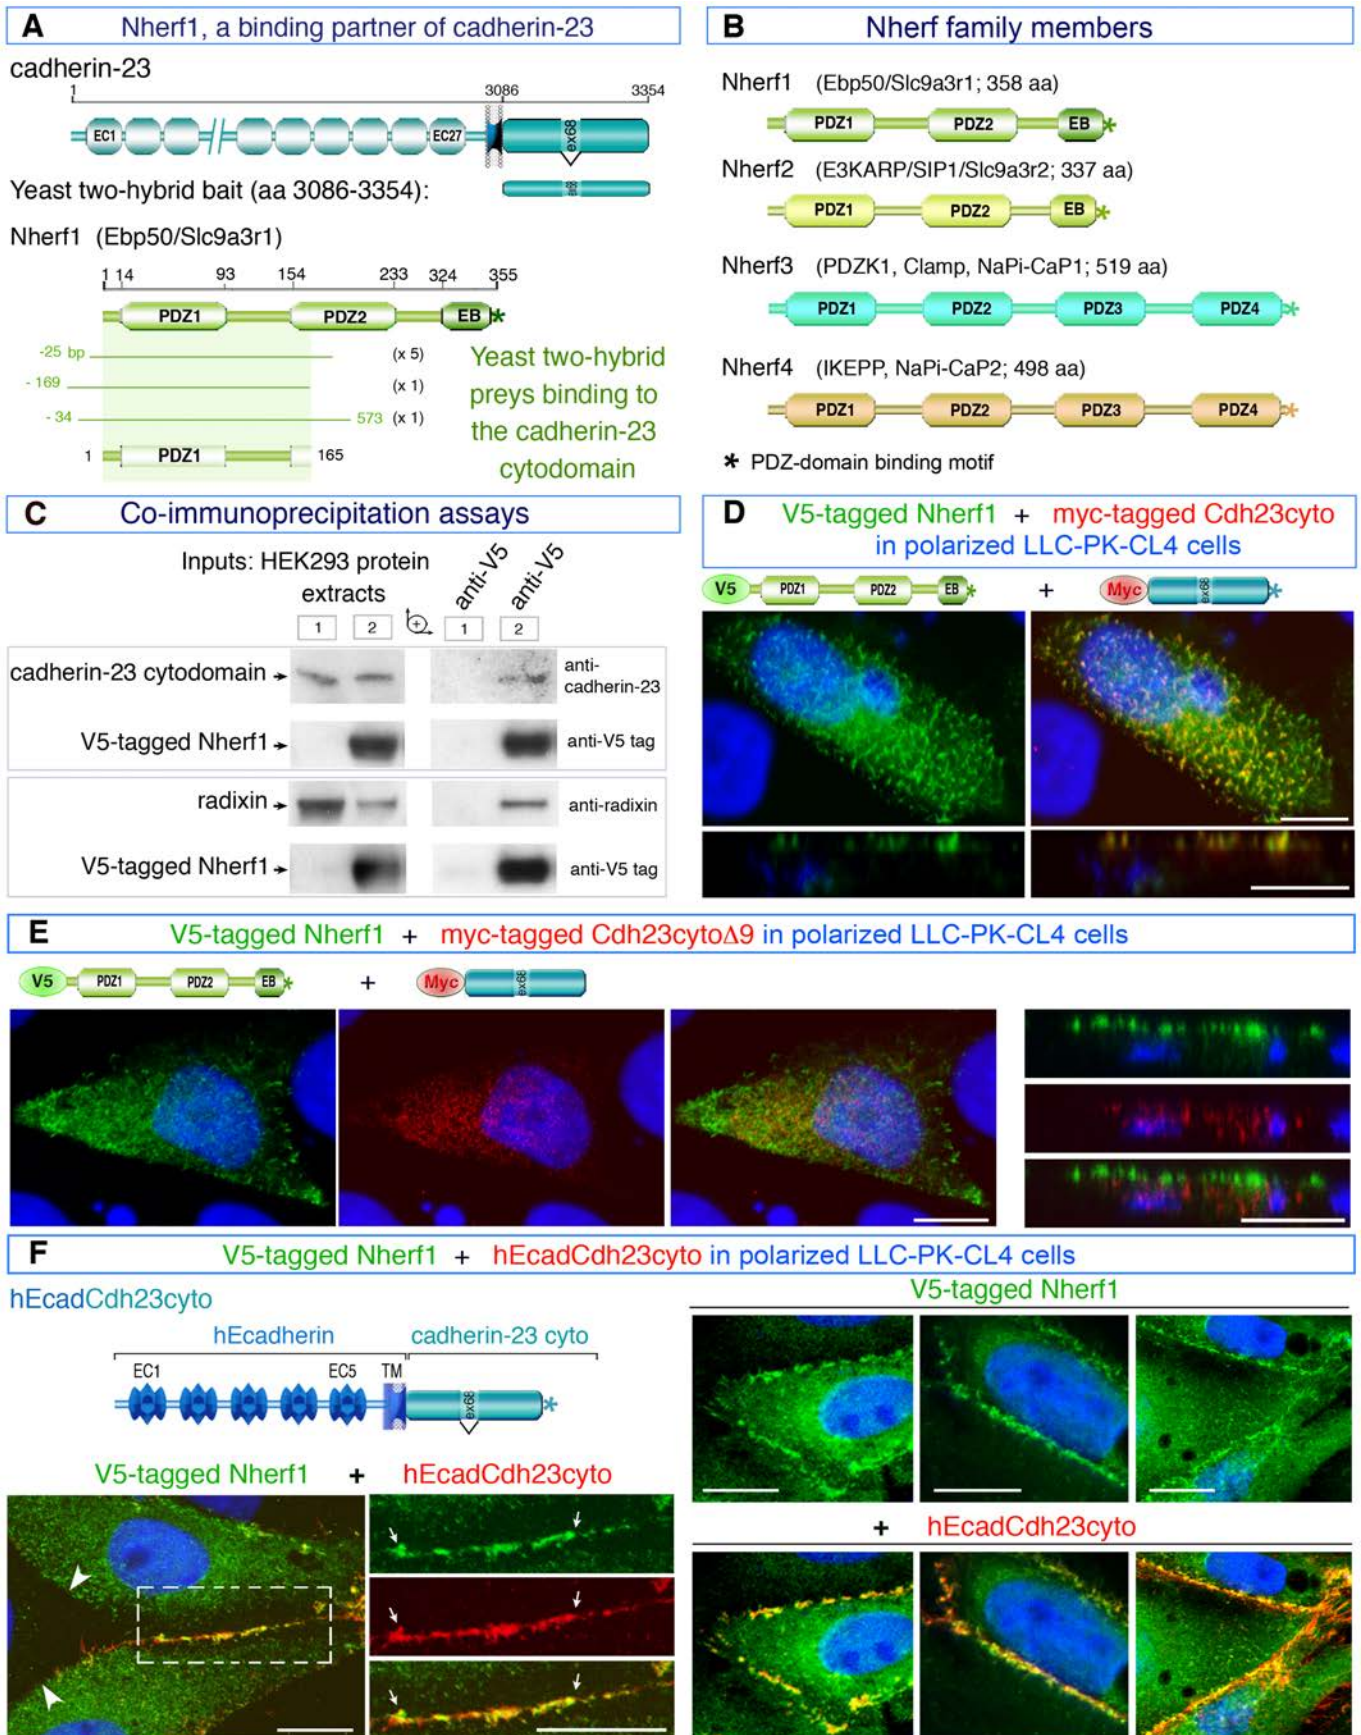 A Nherf1, a binding partner of cadherin-23
cadherin-23
1 3086 3354
EC1 EC27 ex68
Yeast two-hybrid bait (aa 3086-3354):
ex68
Nherf1 (Ebp50/Slc9a3r1)
1 14 93 154 233 324 355
PDZ1 PDZ2 EB*
-25 bp (x 5)
- 169 (x 1)
- 34 573 (x 1)
1 PDZ1 165
Yeast two-hybrid
preys binding to
the cadherin-23
cytodomain
B Nherf family members
Nherf1 (Ebp50/Slc9a3r1; 358 aa)
PDZ1 PDZ2 EB*
Nherf2 (E3KARP/SIP1/Slc9a3r2; 337 aa)
PDZ1 PDZ2 EB*
Nherf3 (PDZK1, Clamp, NaPi-CaP1; 519 aa)
PDZ1 PDZ2 PDZ3 PDZ4*
Nherf4 (IKEPP, NaPi-CaP2; 498 aa)
PDZ1 PDZ2 PDZ3 PDZ4*
* PDZ-domain binding motif
C Co-immunoprecipitation assays
Inputs: HEK293 protein
extracts
anti-V5 anti-V5
1 2 + 1 2
cadherin-23 cytodomain anti-
cadherin-23
V5-tagged Nherf1 anti-V5 tag
radixin anti-radixin
V5-tagged Nherf1 anti-V5 tag
D V5-tagged Nherf1 + myc-tagged Cdh23cyto
in polarized LLC-PK-CL4 cells
V5 PDZ1 PDZ2 EB* + Myc ex68*
E V5-tagged Nherf1 + myc-tagged Cdh23cytoΔ9 in polarized LLC-PK-CL4 cells
V5 PDZ1 PDZ2 EB* + Myc ex68
F V5-tagged Nherf1 + hEcadCdh23cyto in polarized LLC-PK-CL4 cells
hEcadCdh23cyto
hEcadherin cadherin-23 cyto
EC1 EC5 TM
ex68*
V5-tagged Nherf1 + hEcadCdh23cyto
V5-tagged Nherf1
+ hEcadCdh23cyto